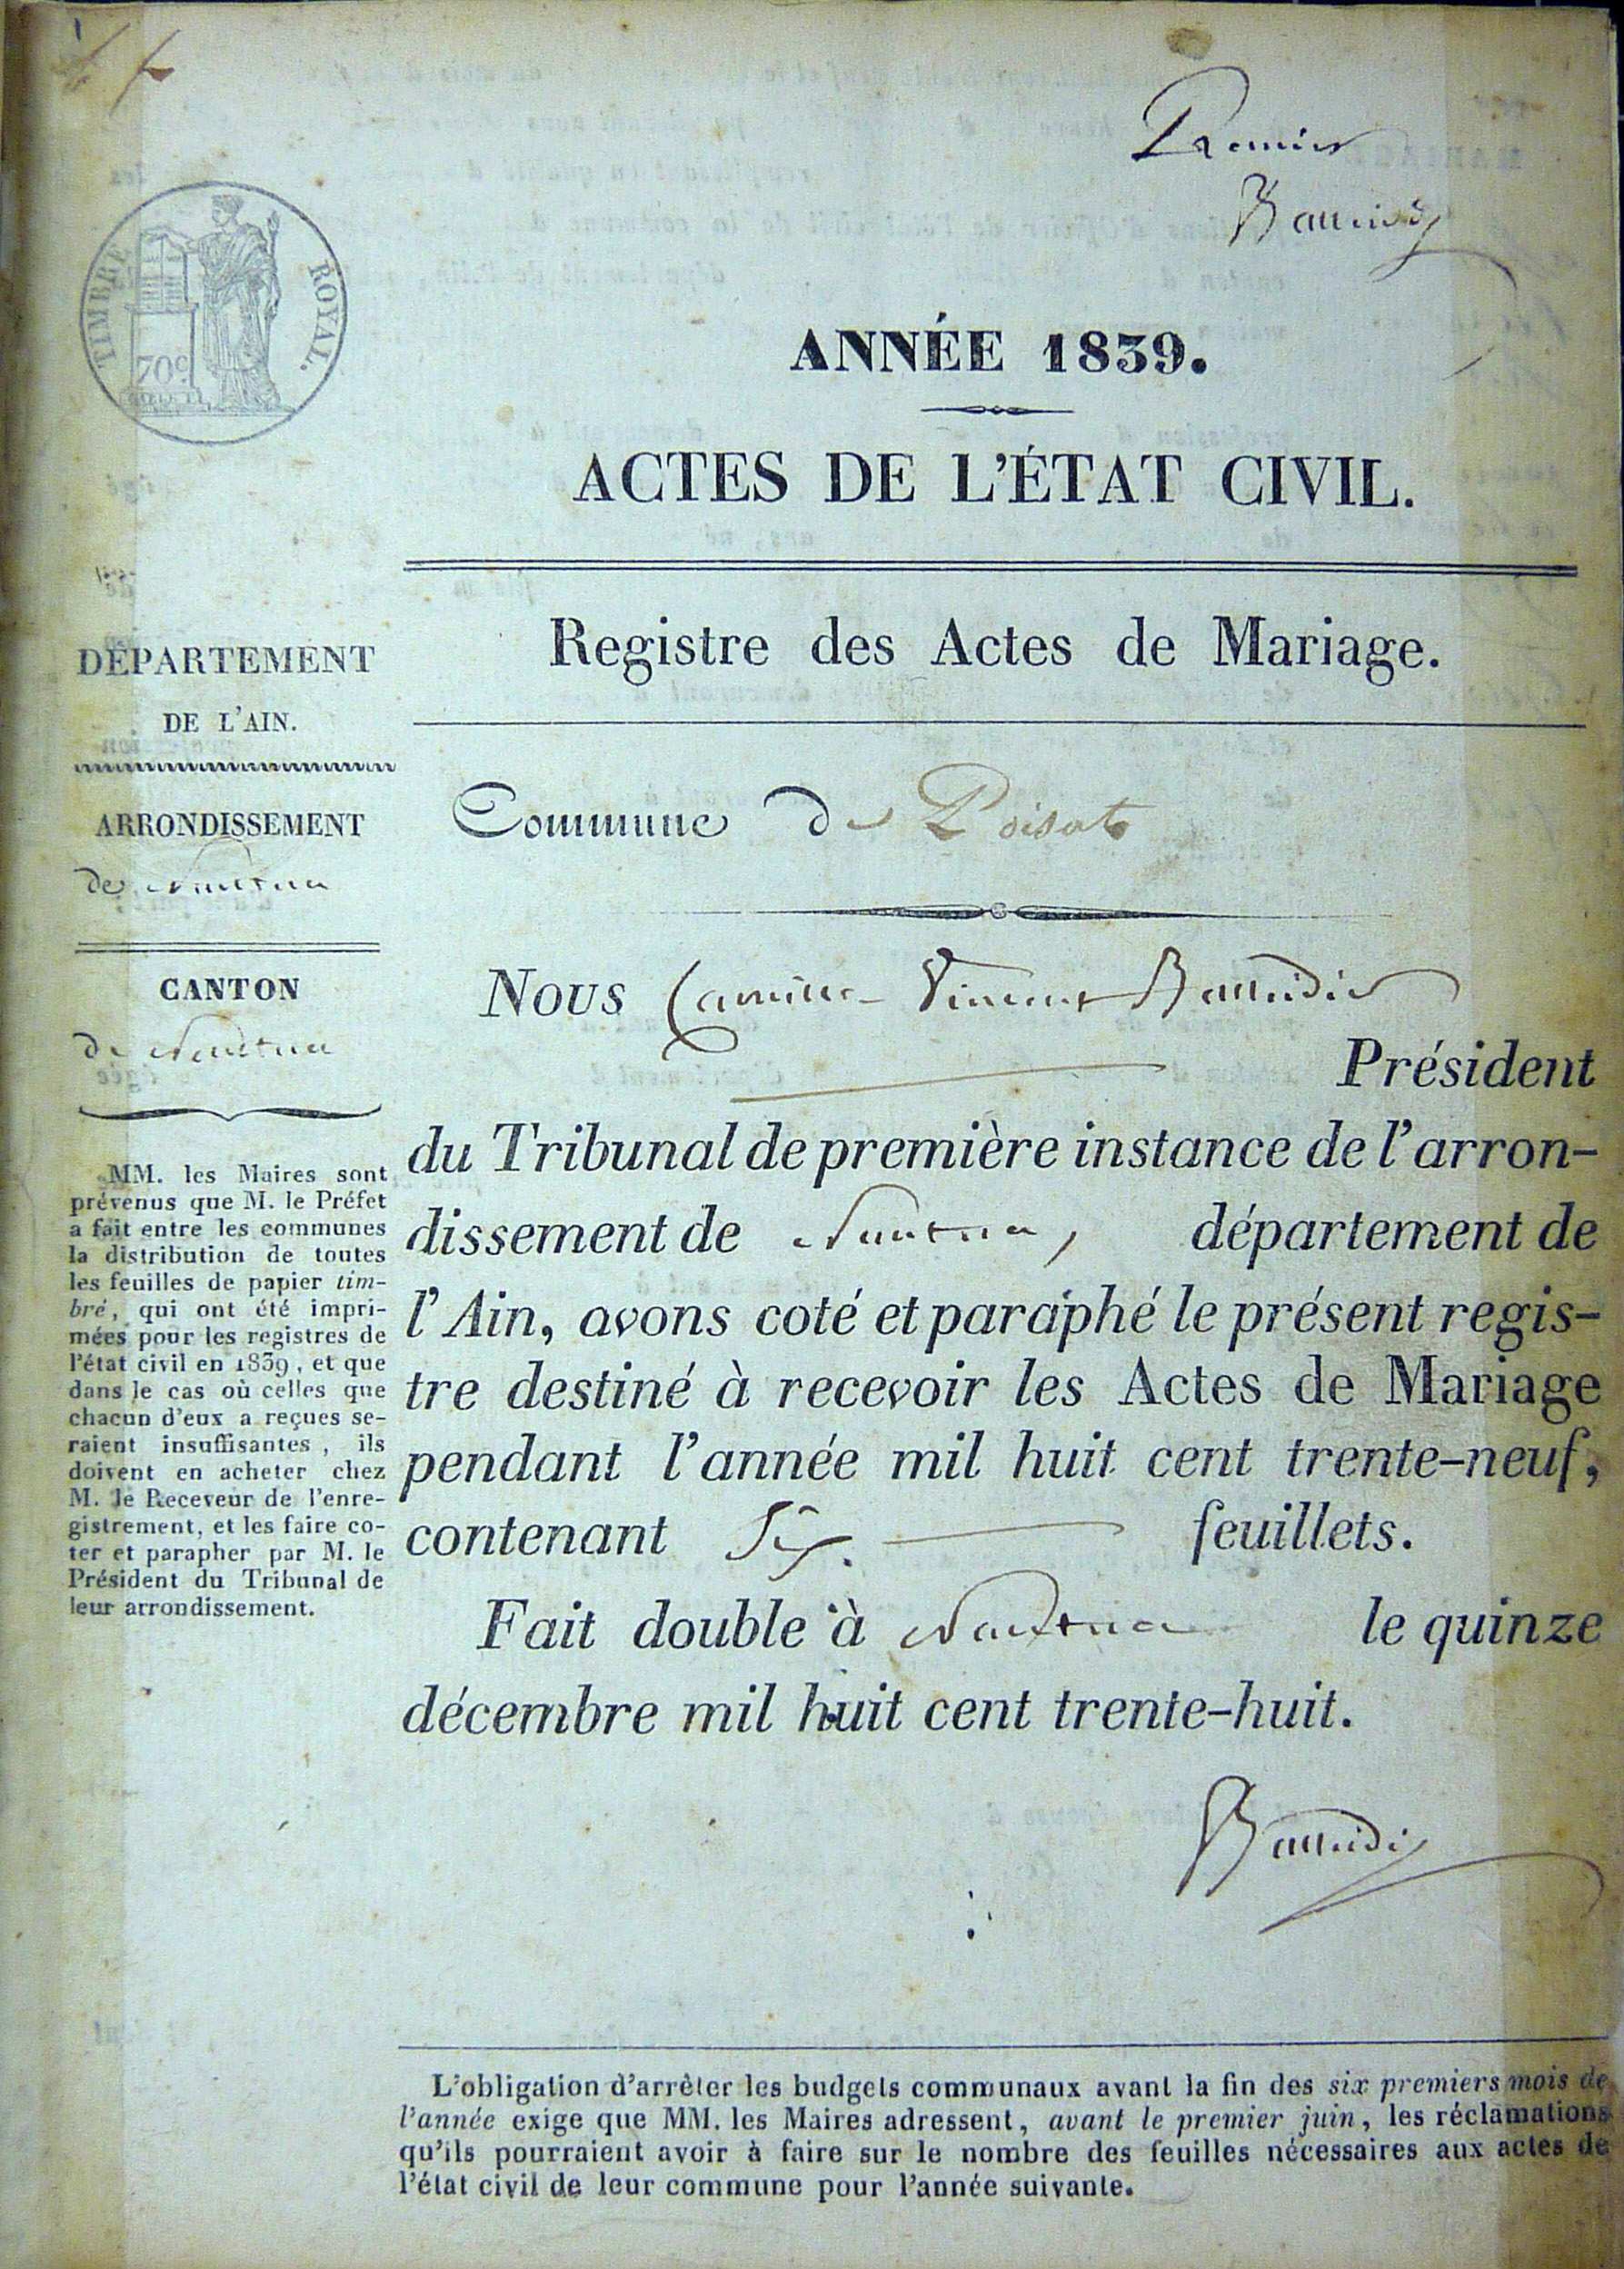 Premier
Baudier
TIMBRE ROYAL.
70c
ANNÉE 1839.
ACTES DE L'ÉTAT CIVIL.
Registre des Actes de Mariage.
DÉPARTEMENT
DE L'AIN.
ARRONDISSEMENT
de Nantua
CANTON
de Nantua
MM. les Maires sont
prévenus que M. le Préfet
a fait entre les communes
la distribution de toutes
les feuilles de papier tim-
bré, qui ont été impri-
mées pour les registres de
l'état civil en 1839, et que
dans le cas où celles que
chacun d'eux a reçues se-
raient insuffisantes, ils
doivent en acheter chez
M. le Receveur de l'enre-
gistrement, et les faire co-
ter et parapher par M. le
Président du Tribunal de
leur arrondissement.
Commune de Poisat
Nous Camille Vincent
Président
du Tribunal de première instance de l'arron-
dissement de Nantua, département de
l'Ain, avons coté et paraphé le présent regis-
tre destiné à recevoir les Actes de Mariage
pendant l'année mil huit cent trente-neuf,
contenant Six. feuillets.
Fait double à Nantua le quinze
décembre mil huit cent trente-huit.
L'obligation d'arrêter les budgets communaux avant la fin des six premiers mois de
l'année exige que MM. les Maires adressent, avant le premier juin, les réclamations
qu'ils pourraient avoir à faire sur le nombre des feuilles nécessaires aux actes de
l'état civil de leur commune pour l'année suivante.